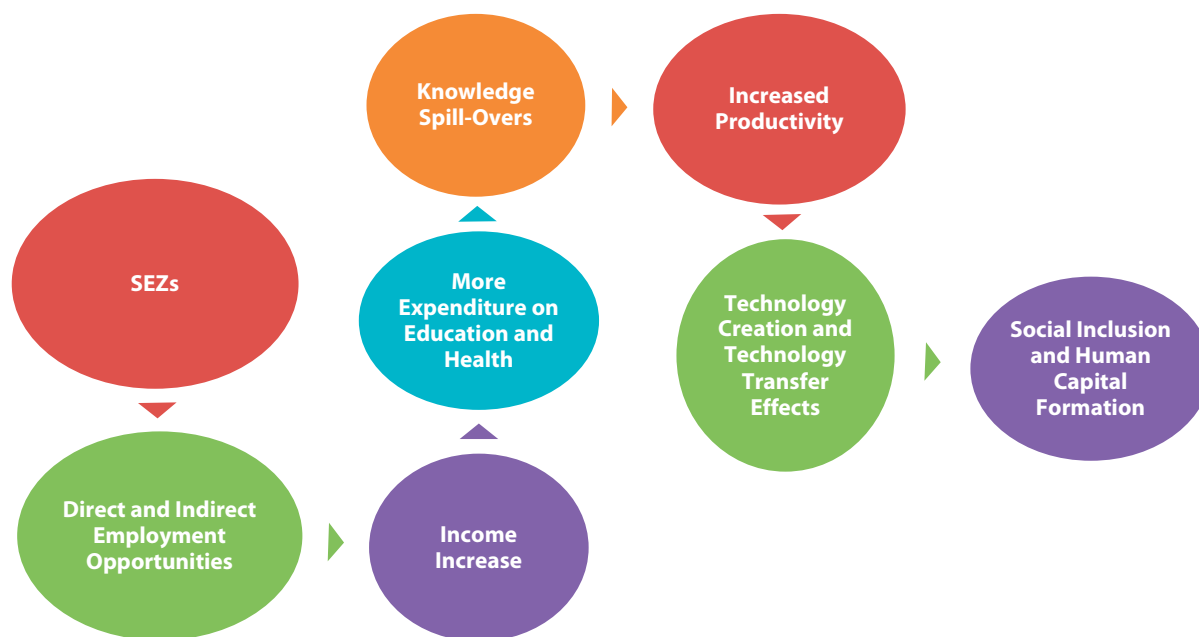 SEZs
Direct and Indirect
Employment
Opportunities
Income
Increase
More
Expenditure on
Education and
Health
Knowledge
Spill-Overs
Increased
Productivity
Technology
Creation and
Technology
Transfer
Effects
Social Inclusion
and Human
Capital
Formation